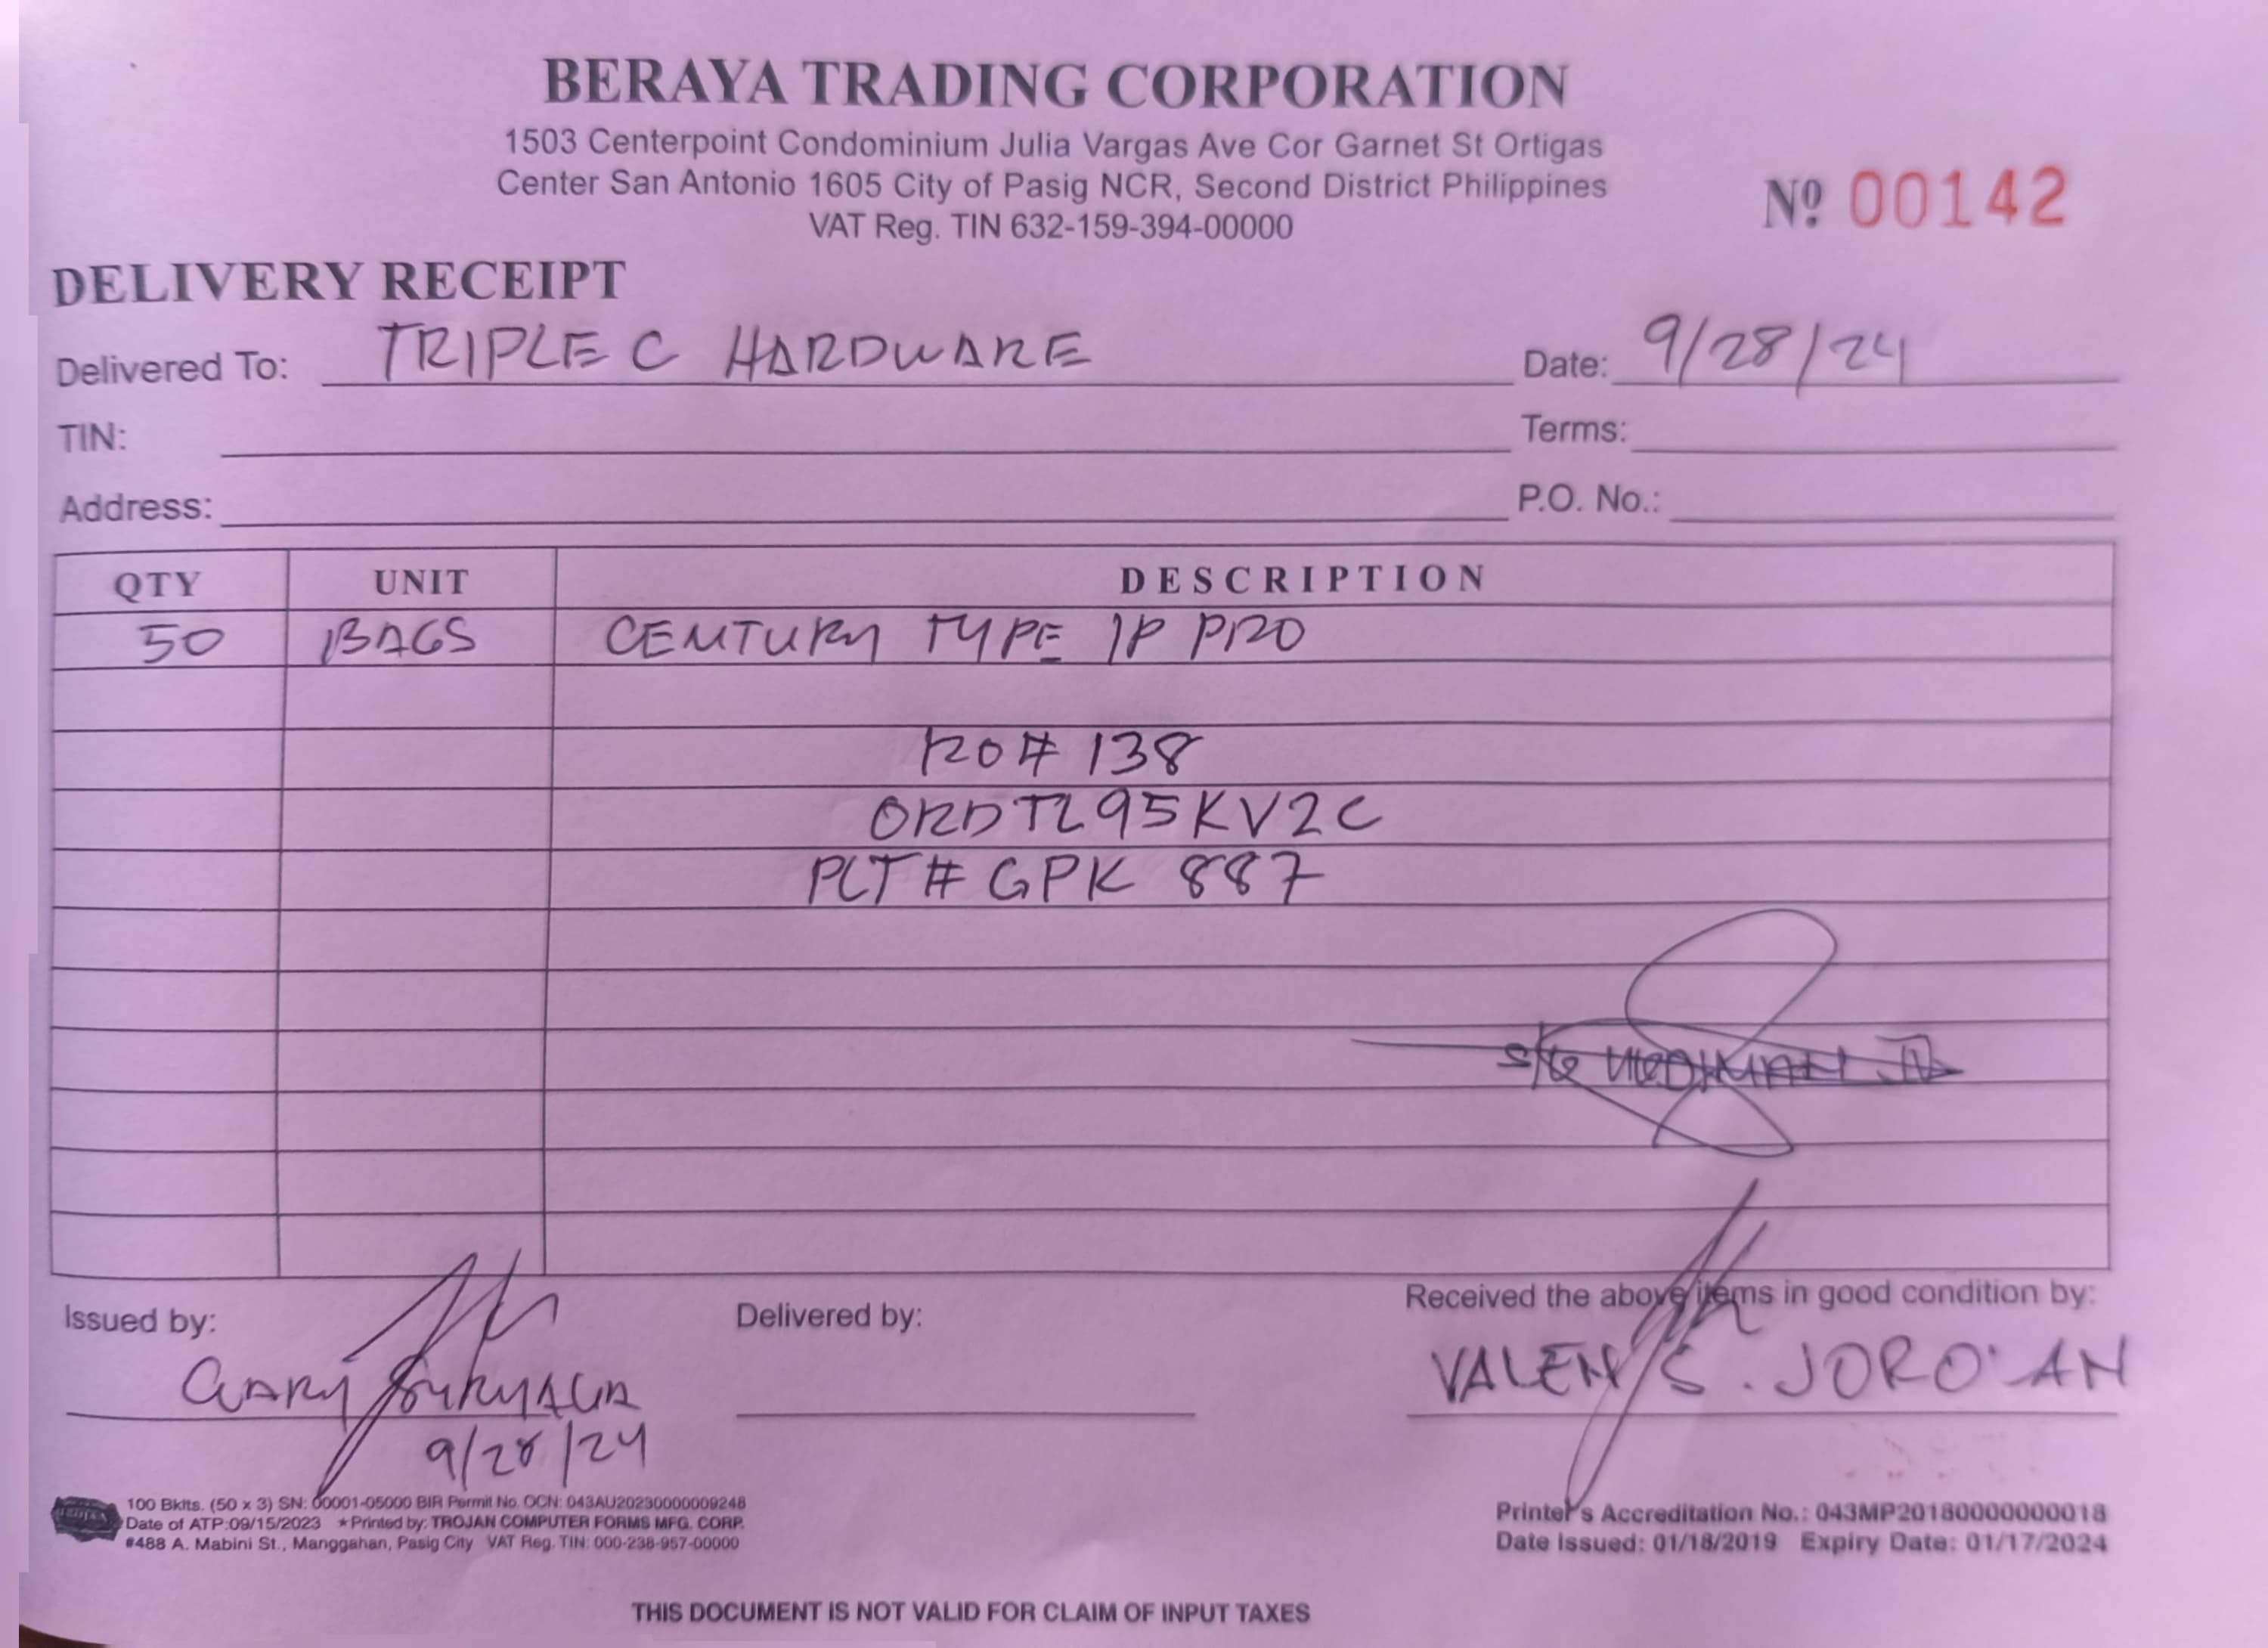 BERAYA TRADING CORPORATION
1503 Centerpoint Condominium Julia Vargas Ave Cor Garnet St Ortigas
Center San Antonio 1605 City of Pasig NCR, Second District Philippines
VAT Reg. TIN 632-159-394-00000
Nº 00142
DELIVERY RECEIPT
Delivered To: TRIPLE C HARDWARE Date: 9/28/24
TIN: Terms:
Address: P.O. No.:
QTY UNIT DESCRIPTION
50 BAGS CENTURY TYPE 1P PRO
RO# 138
ORDTL95KV2C
PLT# GPK 887
S/G
Issued by: Delivered by: Received the above items in good condition by:
GARY VALEN S. JORO'AN
9/28/24
100 Bklts. (50 x 3) SN: 00001-05000 BIR Permit No. OCN: 043AU20230000009248
Date of ATP:09/15/2023 ★Printed by: TROJAN COMPUTER FORMS MFG. CORP.
#488 A. Mabini St., Manggahan, Pasig City VAT Reg. TIN: 000-238-957-00000
Printer's Accreditation No.: 043MP20180000000018
Date Issued: 01/18/2019 Expiry Date: 01/17/2024
THIS DOCUMENT IS NOT VALID FOR CLAIM OF INPUT TAXES